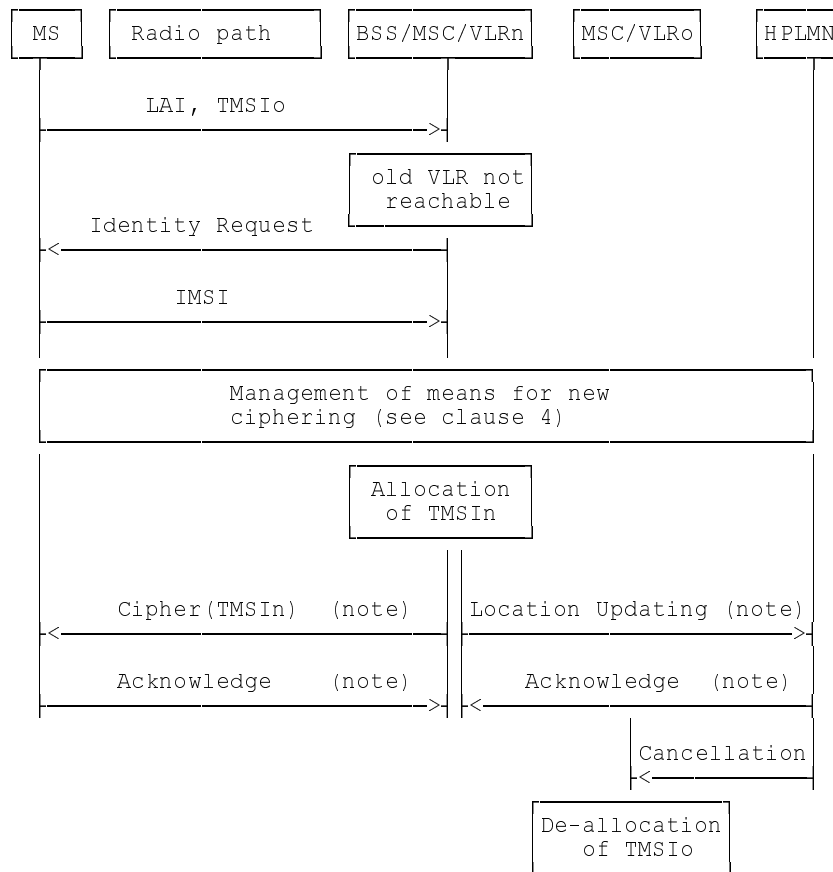 MS Radio path BSS/MSC/VLRn MSC/VLRo HPLMN
LAI, TMSIo
old VLR not
reachable
Identity Request
IMSI
Management of means for new
ciphering (see clause 4)
Allocation
of TMSIn
Cipher(TMSIn) (note) Location Updating (note)
Acknowledge (note) Acknowledge (note)
Cancellation
De-allocation
of TMSIo